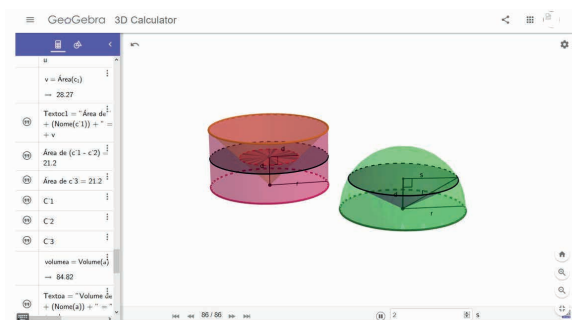 GeoGebra 3D Calculator
u
v = Área(c₁)
→ 28.27
Textoc1 = "Área de"
+ (Nome(c'1)) + " =
+ v
Área de (c'1 - c'2) =
21.2
Área de c'3 = 21.2
C'1
C'2
C'3
volumea = Volume(a)
→ 84.82
Textoa = "Volume de
+ (Nome(a)) + " = "
d
r
s
d
r
r
86 / 86
2
s